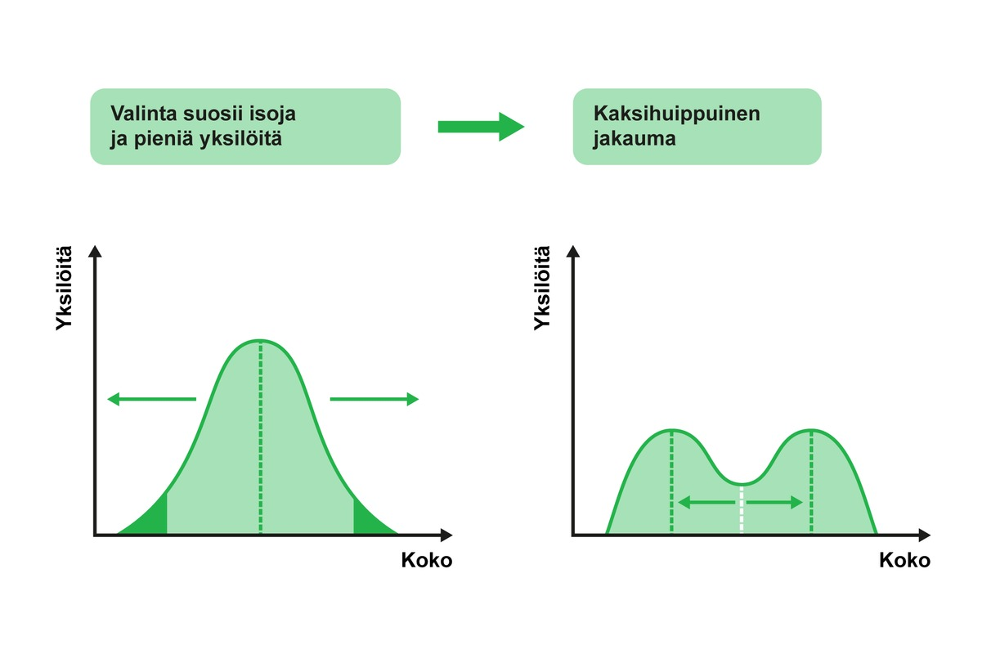 Valinta suosii isoja
ja pieniä yksilöitä
Kaksihuippuinen
jakauma
Yksilöitä
Koko
Yksilöitä
Koko